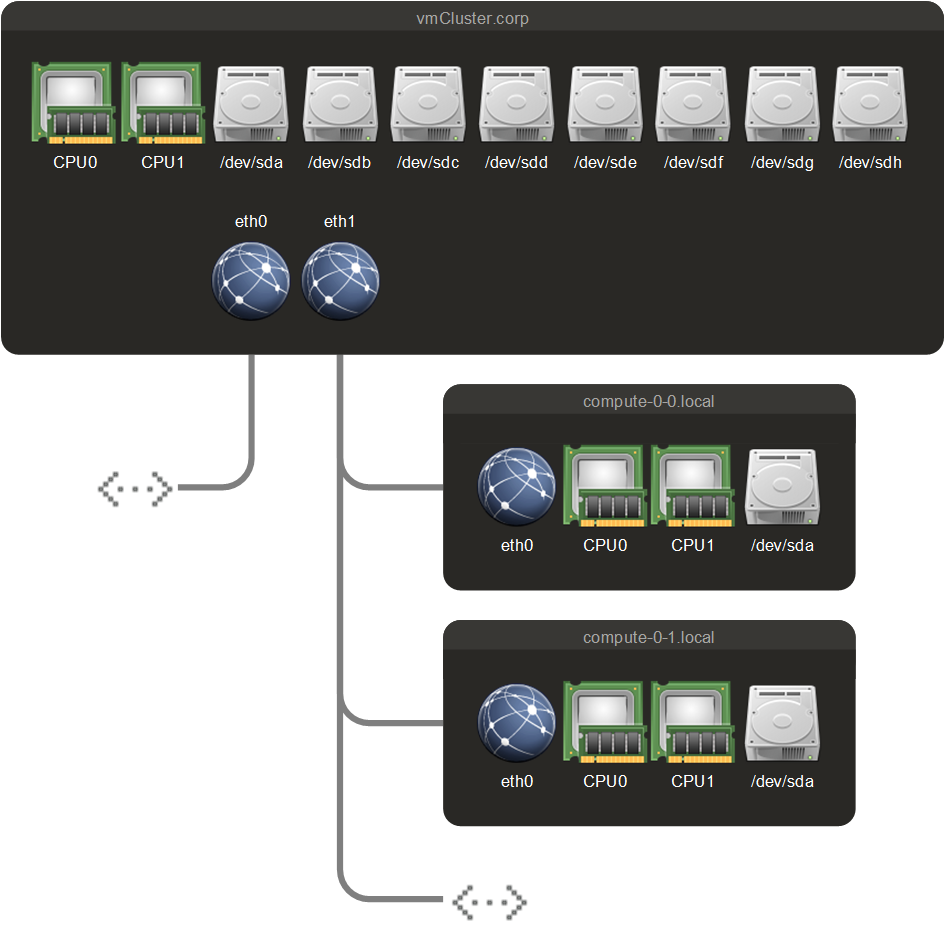 vmCluster.corp
CPU0 CPU1 /dev/sda /dev/sdb /dev/sdc /dev/sdd /dev/sde /dev/sdf /dev/sdg /dev/sdh
eth0 eth1
compute-0-0.local
eth0 CPU0 CPU1 /dev/sda
compute-0-1.local
eth0 CPU0 CPU1 /dev/sda